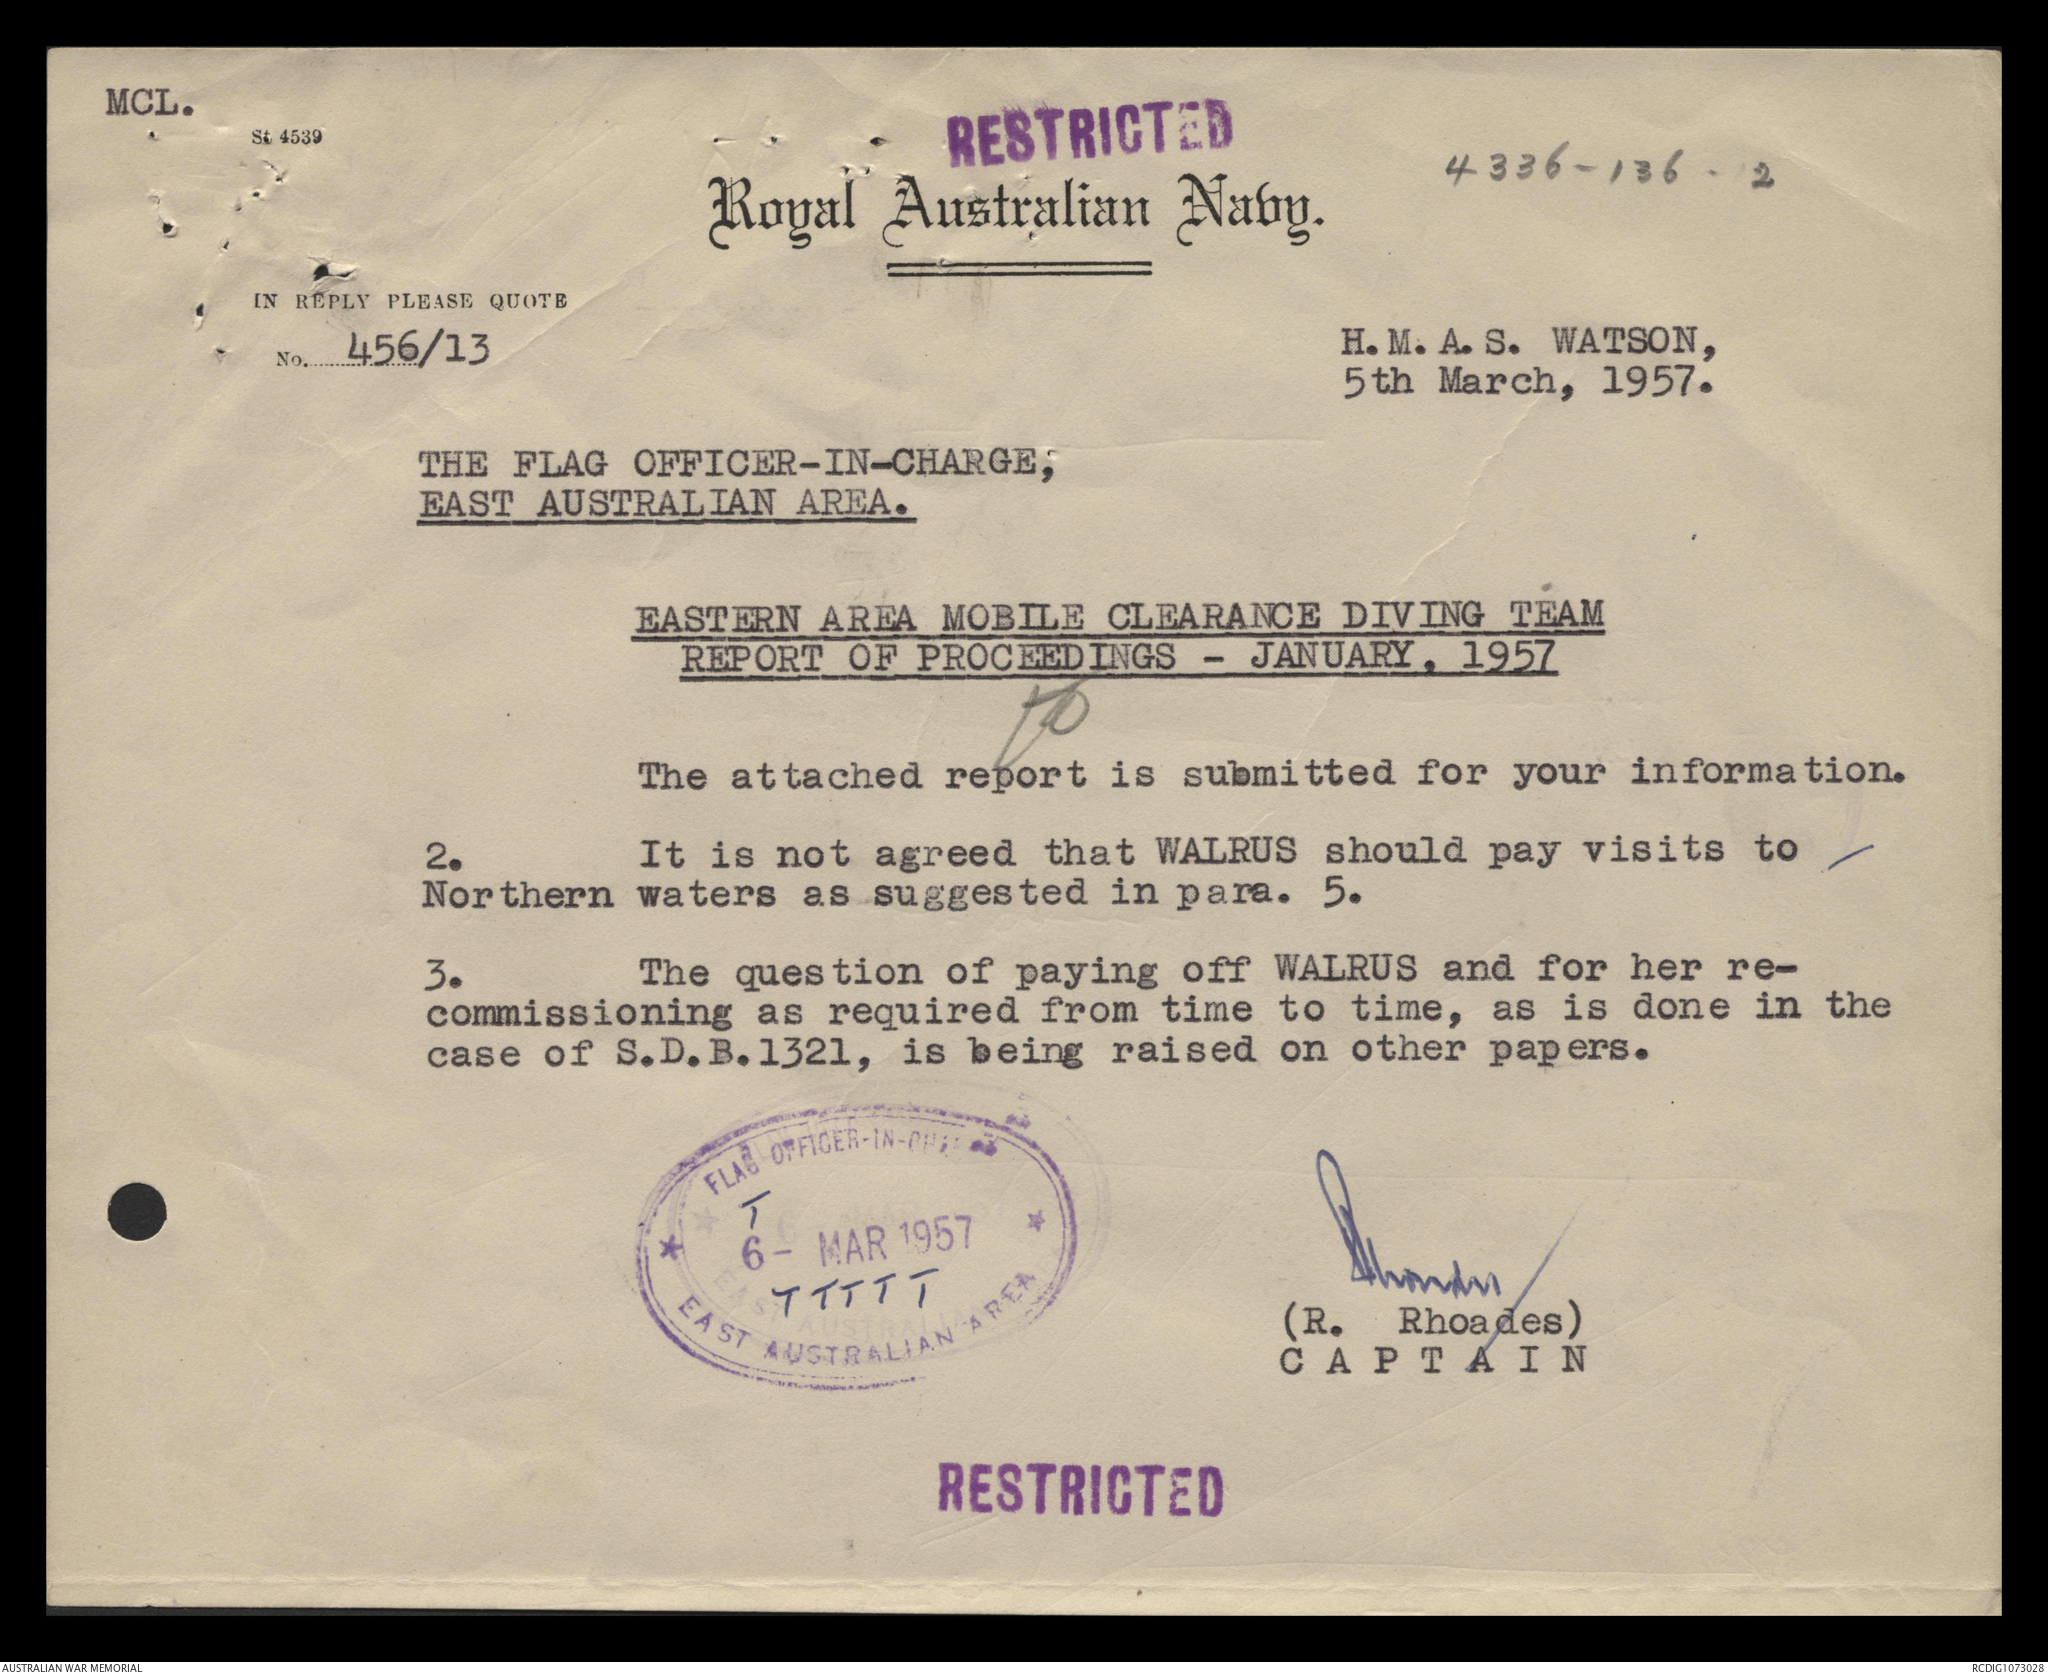 MCL.
St 4539
RESTRICTED
4336-136-2
Royal Australian Navy.
IN REPLY PLEASE QUOTE
No. 456/13
H.M.A.S. WATSON,
5th March, 1957.
THE FLAG OFFICER-IN-CHARGE,
EAST AUSTRALIAN AREA.
EASTERN AREA MOBILE CLEARANCE DIVING TEAM
REPORT OF PROCEEDINGS - JANUARY, 1957
The attached report is submitted for your information.
2. It is not agreed that WALRUS should pay visits to
Northern waters as suggested in para. 5.
3. The question of paying off WALRUS and for her re-
commissioning as required from time to time, as is done in the
case of S.D.B.1321, is being raised on other papers.
FLAG OFFICER-IN-
T
6- MAR 1957
T T T T T
EAST AUSTRALIAN AREA
(R. Rhoades)
CAPTAIN
RESTRICTED
AUSTRALIAN WAR MEMORIAL
RCDIG1073028